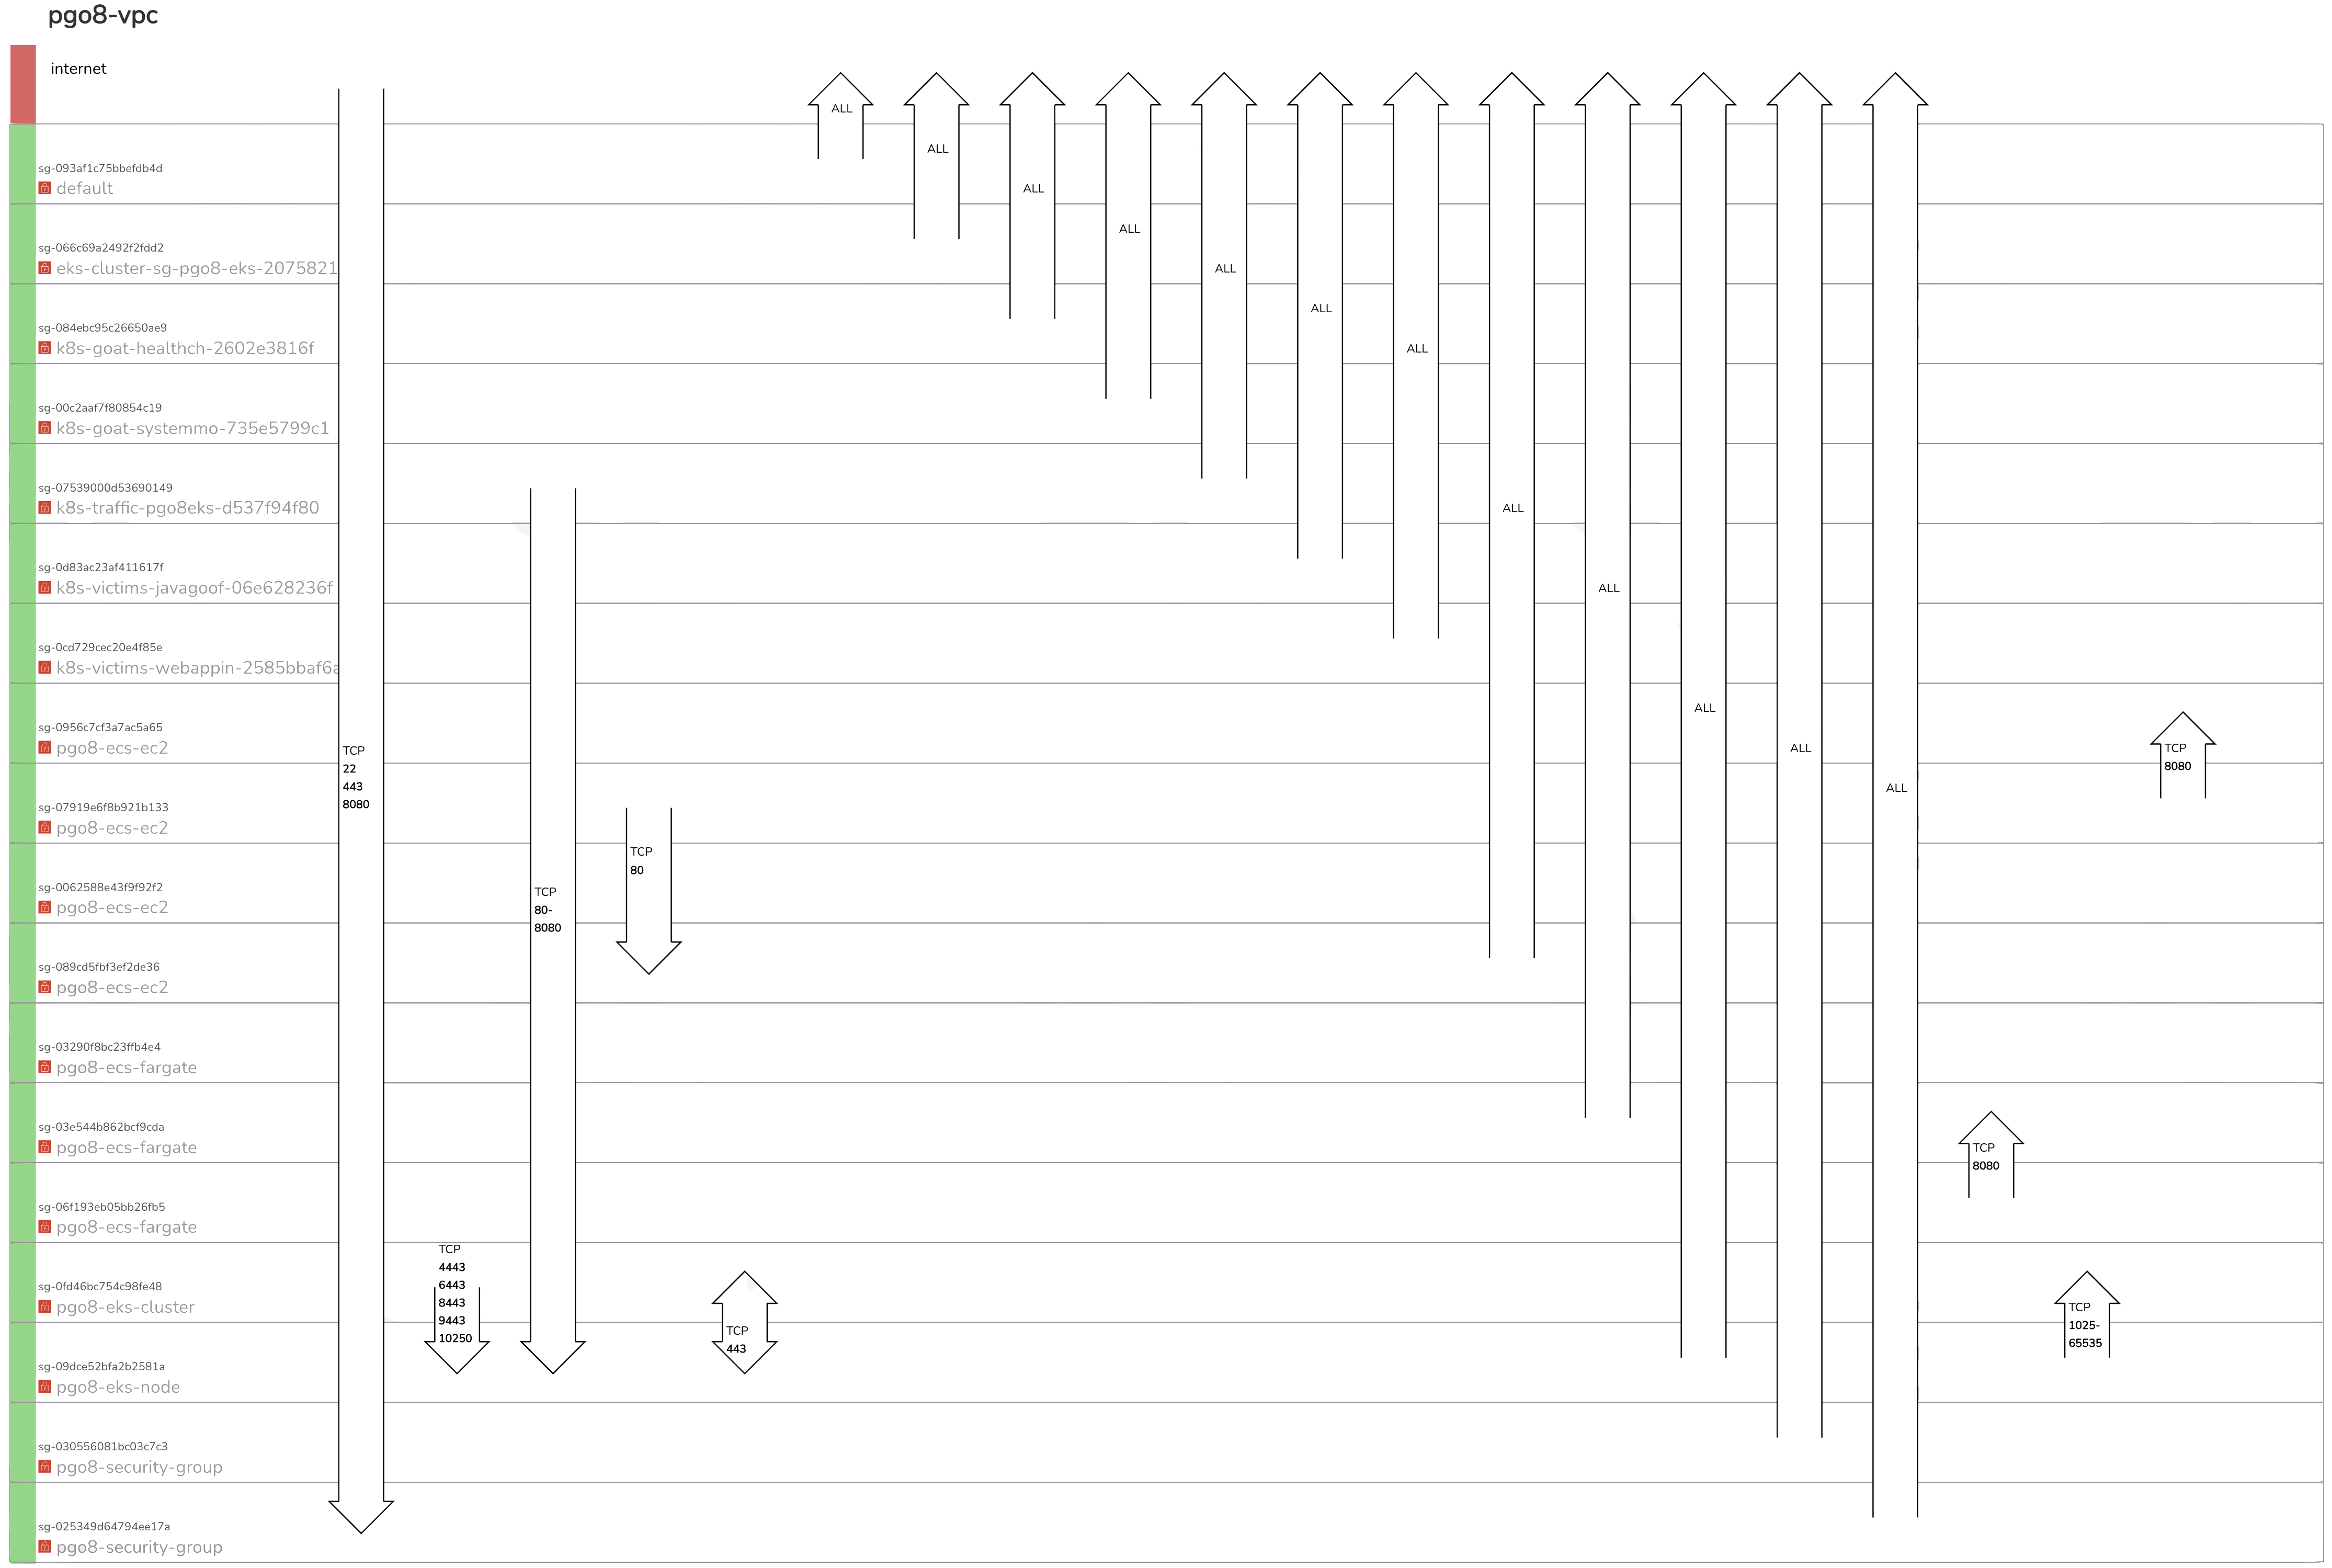 pgo8-vpc
internet
ALL
ALL
sg-093af1c75bbefdb4d
default
ALL
ALL
sg-066c69a2492f2fdd2
eks-cluster-sg-pgo8-eks-2075821
ALL
ALL
sg-084ebc95c26650ae9
k8s-goat-healthch-2602e3816f
ALL
sg-00c2aaf7f80854c19
k8s-goat-systemmo-735e5799c1
sg-07539000d53690149
k8s-traffic-pgo8eks-d537f94f80
ALL
sg-0d83ac23af411617f
k8s-victims-javagoof-06e628236f
ALL
sg-0cd729cec20e4f85e
k8s-victims-webappin-2585bbaf6a
ALL
sg-0956c7cf3a7ac5a65
pgo8-ecs-ec2
TCP
22
443
8080
ALL
TCP
8080
ALL
sg-07919e6f8b921b133
pgo8-ecs-ec2
TCP
80
sg-0062588e43f9f92f2
pgo8-ecs-ec2
TCP
80-
8080
sg-089cd5fbf3ef2de36
pgo8-ecs-ec2
sg-03290f8bc23ffb4e4
pgo8-ecs-fargate
sg-03e544b862bcf9cda
pgo8-ecs-fargate
TCP
8080
sg-06f193eb05bb26fb5
pgo8-ecs-fargate
TCP
4443
6443
8443
9443
10250
sg-0fd46bc754c98fe48
pgo8-eks-cluster
TCP
443
TCP
1025-
65535
sg-09dce52bfa2b2581a
pgo8-eks-node
sg-030556081bc03c7c3
pgo8-security-group
sg-025349d64794ee17a
pgo8-security-group